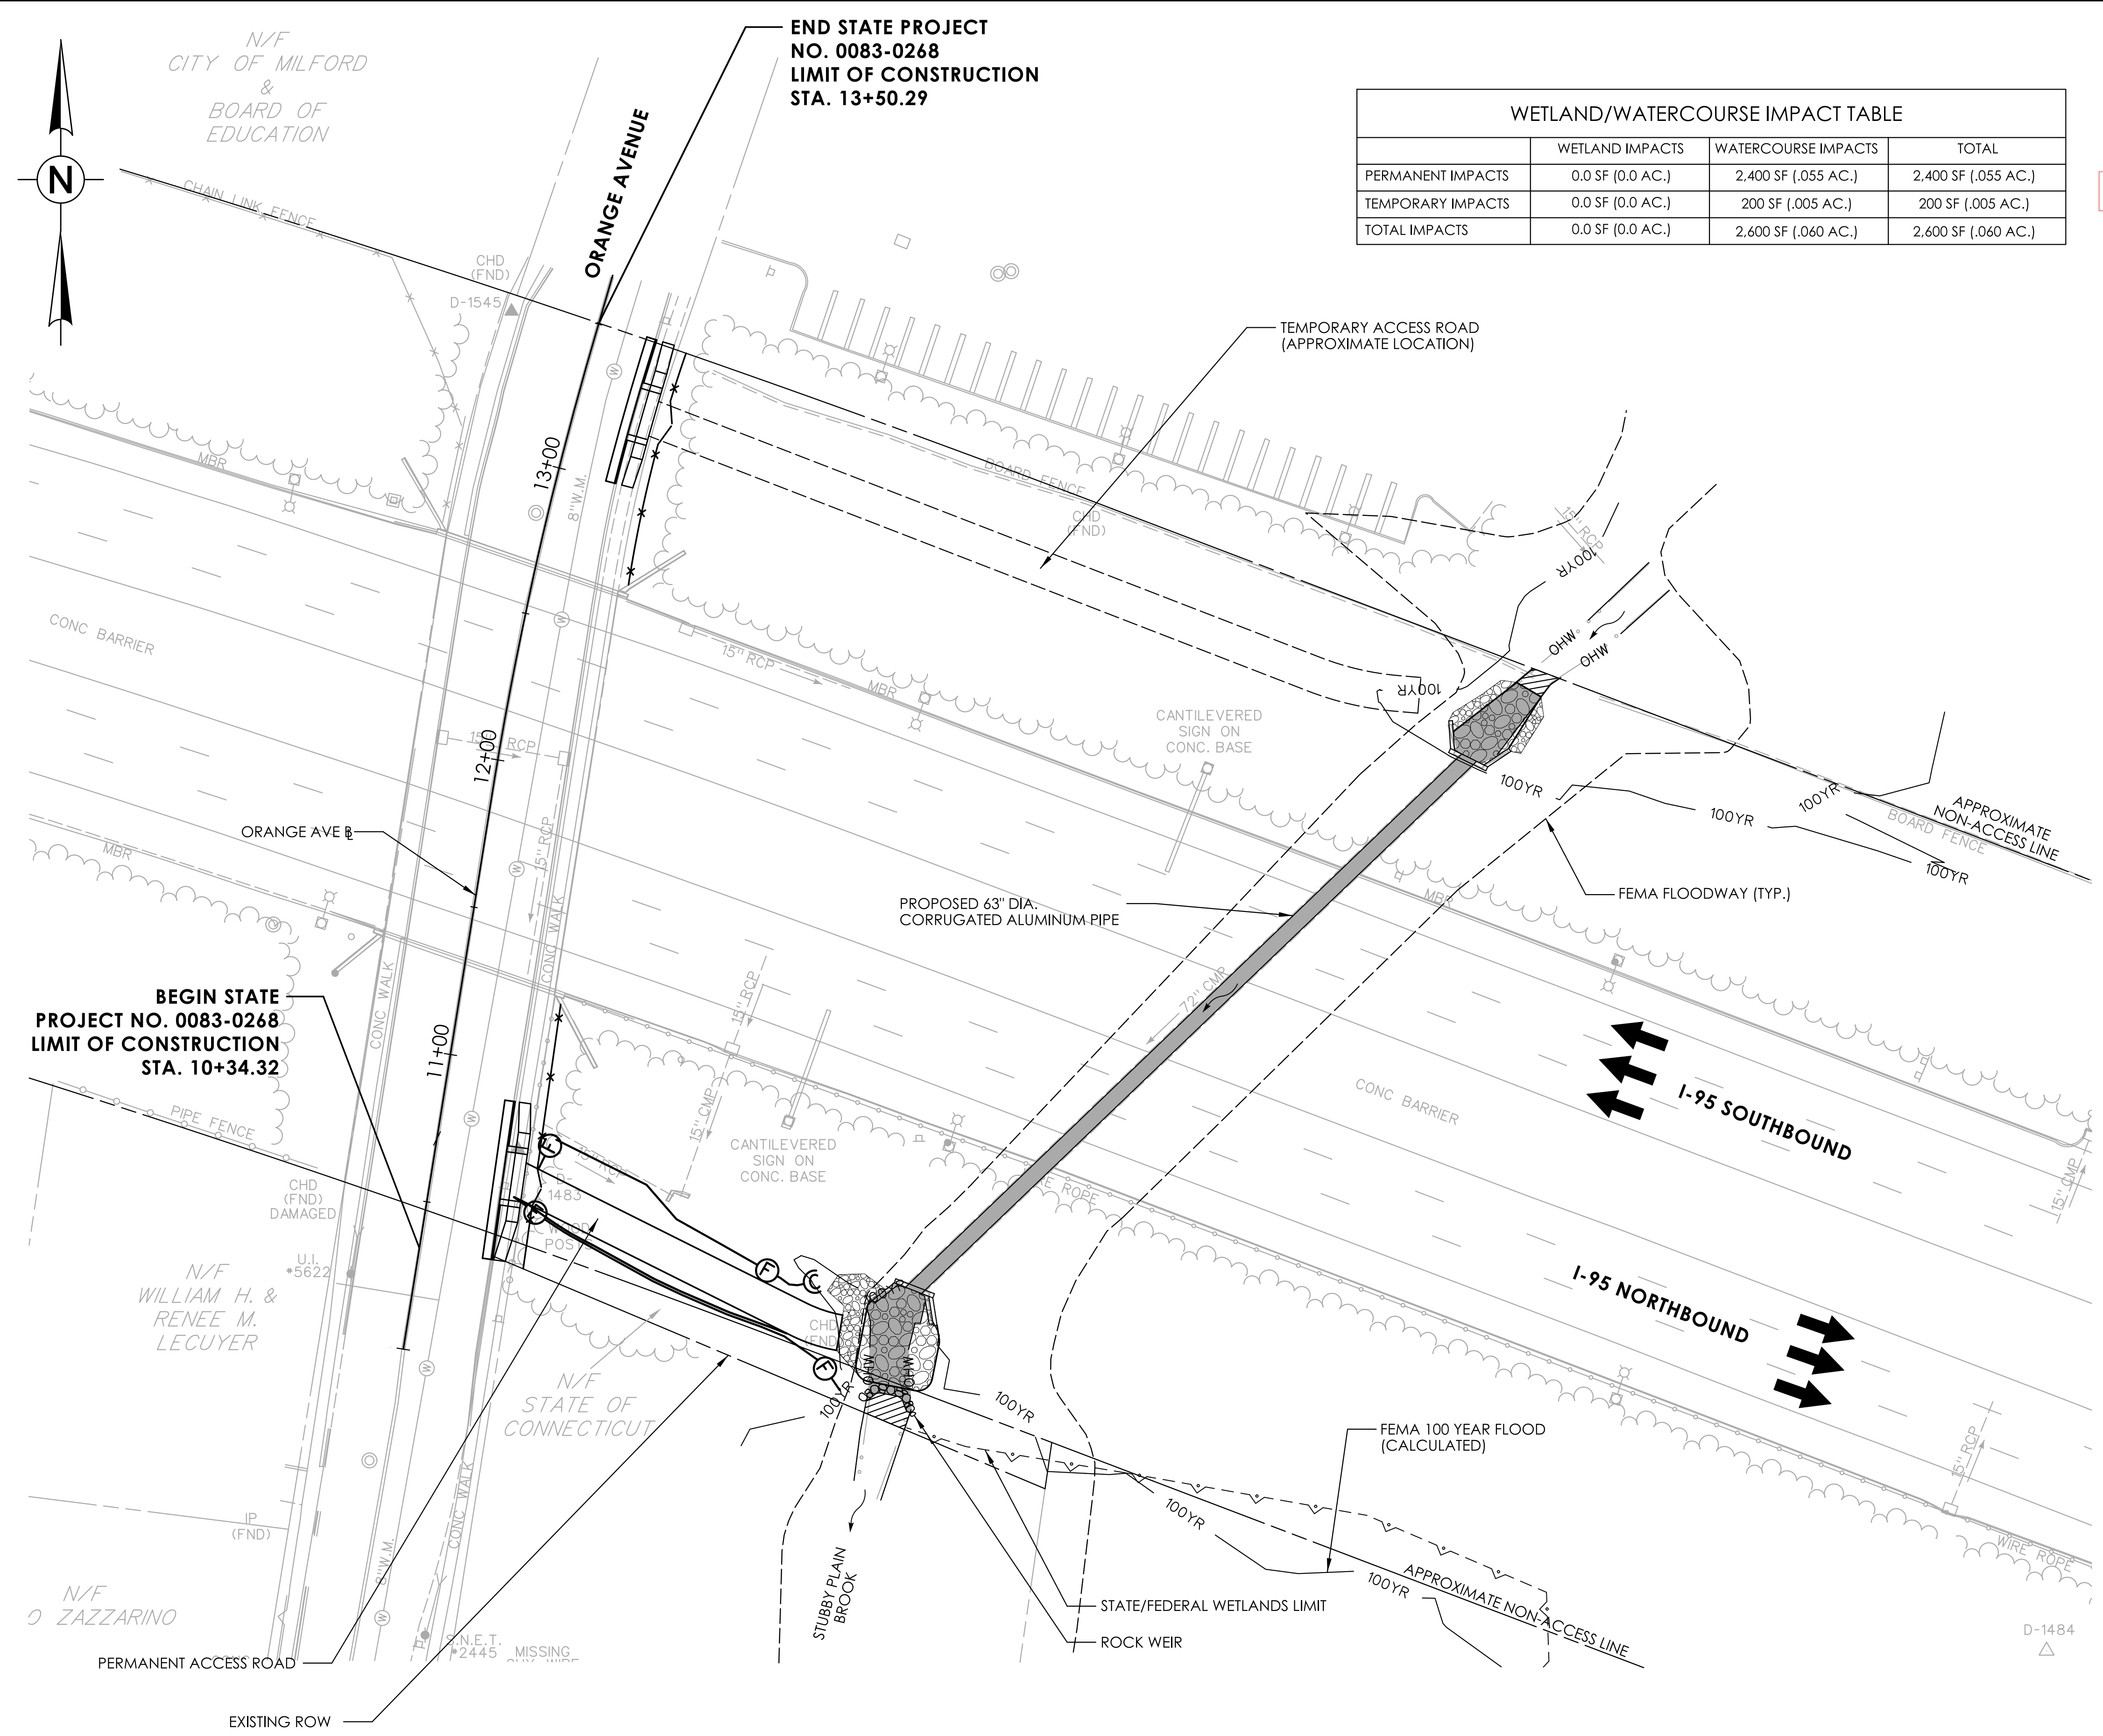 END STATE PROJECT
NO. 0083-0268
LIMIT OF CONSTRUCTION
STA. 13+50.29
N/F
CITY OF MILFORD
&
BOARD OF
EDUCATION
N
WETLAND/WATERCOURSE IMPACT TABLE
WETLAND IMPACTS WATERCOURSE IMPACTS TOTAL
PERMANENT IMPACTS 0.0 SF (0.0 AC.) 2,400 SF (.055 AC.) 2,400 SF (.055 AC.)
TEMPORARY IMPACTS 0.0 SF (0.0 AC.) 200 SF (.005 AC.) 200 SF (.005 AC.)
TOTAL IMPACTS 0.0 SF (0.0 AC.) 2,600 SF (.060 AC.) 2,600 SF (.060 AC.)
ORANGE AVENUE
CHAIN LINK FENCE
CHD
(FND)
D-1545
TEMPORARY ACCESS ROAD
(APPROXIMATE LOCATION)
W
13+00
MBR
8"W.M.
BOARD FENCE
CHD
(FND)
15" RCP
100YR
CONC BARRIER
W
15" RCP
MBR
OHW
OHW
100YR
CANTILEVERED
SIGN ON
CONC. BASE
15" RCP
12+00
100YR
100YR
100YR
APPROXIMATE
NON-ACCESS LINE
BOARD FENCE
100YR
ORANGE AVE BL
MBR
W
15" RCP
PROPOSED 63" DIA.
CORRUGATED ALUMINUM PIPE
MBR
FEMA FLOODWAY (TYP.)
CONC WALK
CONC WALK
15" RCP
72" CMP
BEGIN STATE
PROJECT NO. 0083-0268
LIMIT OF CONSTRUCTION
STA. 10+34.32
11+00
15" CMP
CONC BARRIER
I-95 SOUTHBOUND
PIPE FENCE
W
CANTILEVERED
SIGN ON
CONC. BASE
15" CMP
CHD
(FND)
DAMAGED
F
D-
1483
F
C
F
U.I.
*5622
N/F
WILLIAM H. &
RENEE M.
LECUYER
I-95 NORTHBOUND
CHD
(FND)
W
N/F
STATE OF
CONNECTICUT
100YR
100YR
FEMA 100 YEAR FLOOD
(CALCULATED)
15" RCP
100YR
IP
(FND)
CONC WALK
8"W.M.
STUBBY PLAIN
BROOK
WIRE ROPE
100YR
APPROXIMATE NON-ACCESS LINE
N/F
O ZAZZARINO
W
STATE/FEDERAL WETLANDS LIMIT
ROCK WEIR
S.N.E.T.
*2445 MISSING
D-1484
PERMANENT ACCESS ROAD
EXISTING ROW